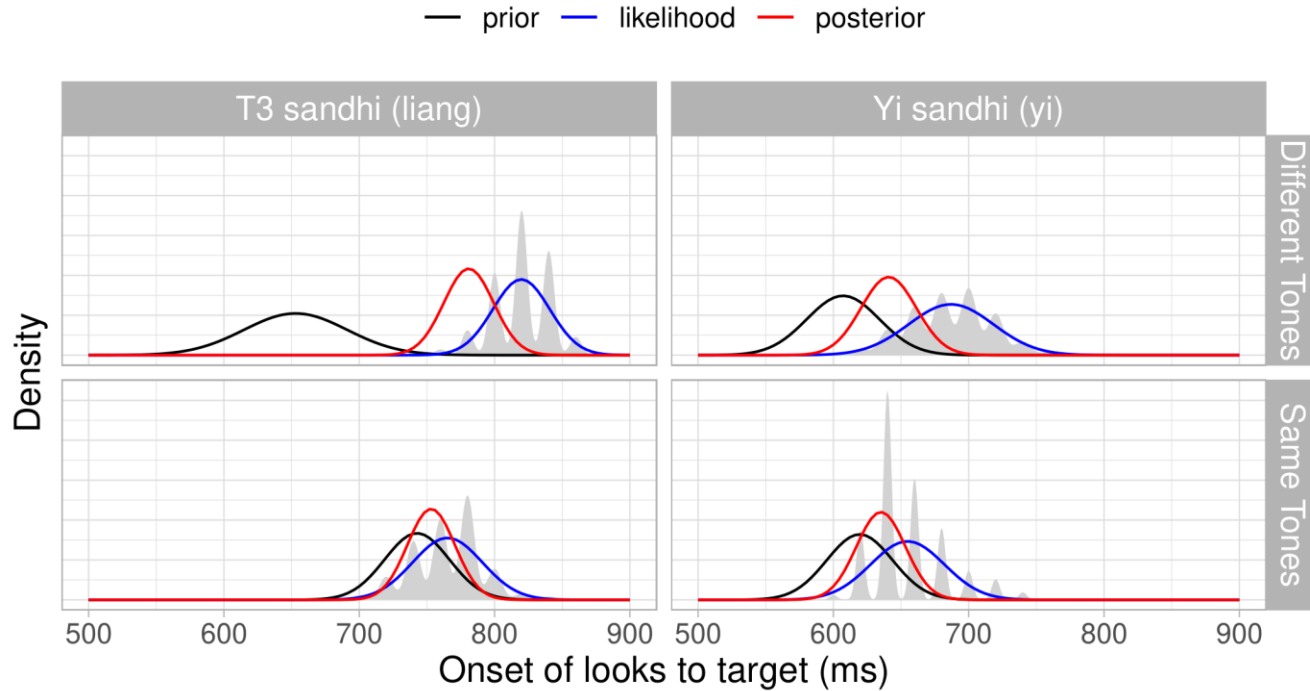 prior likelihood posterior
T3 sandhi (liang) Yi sandhi (yi)
Different Tones
Same Tones
Density
500 600 700 800 900 500 600 700 800 900
Onset of looks to target (ms)